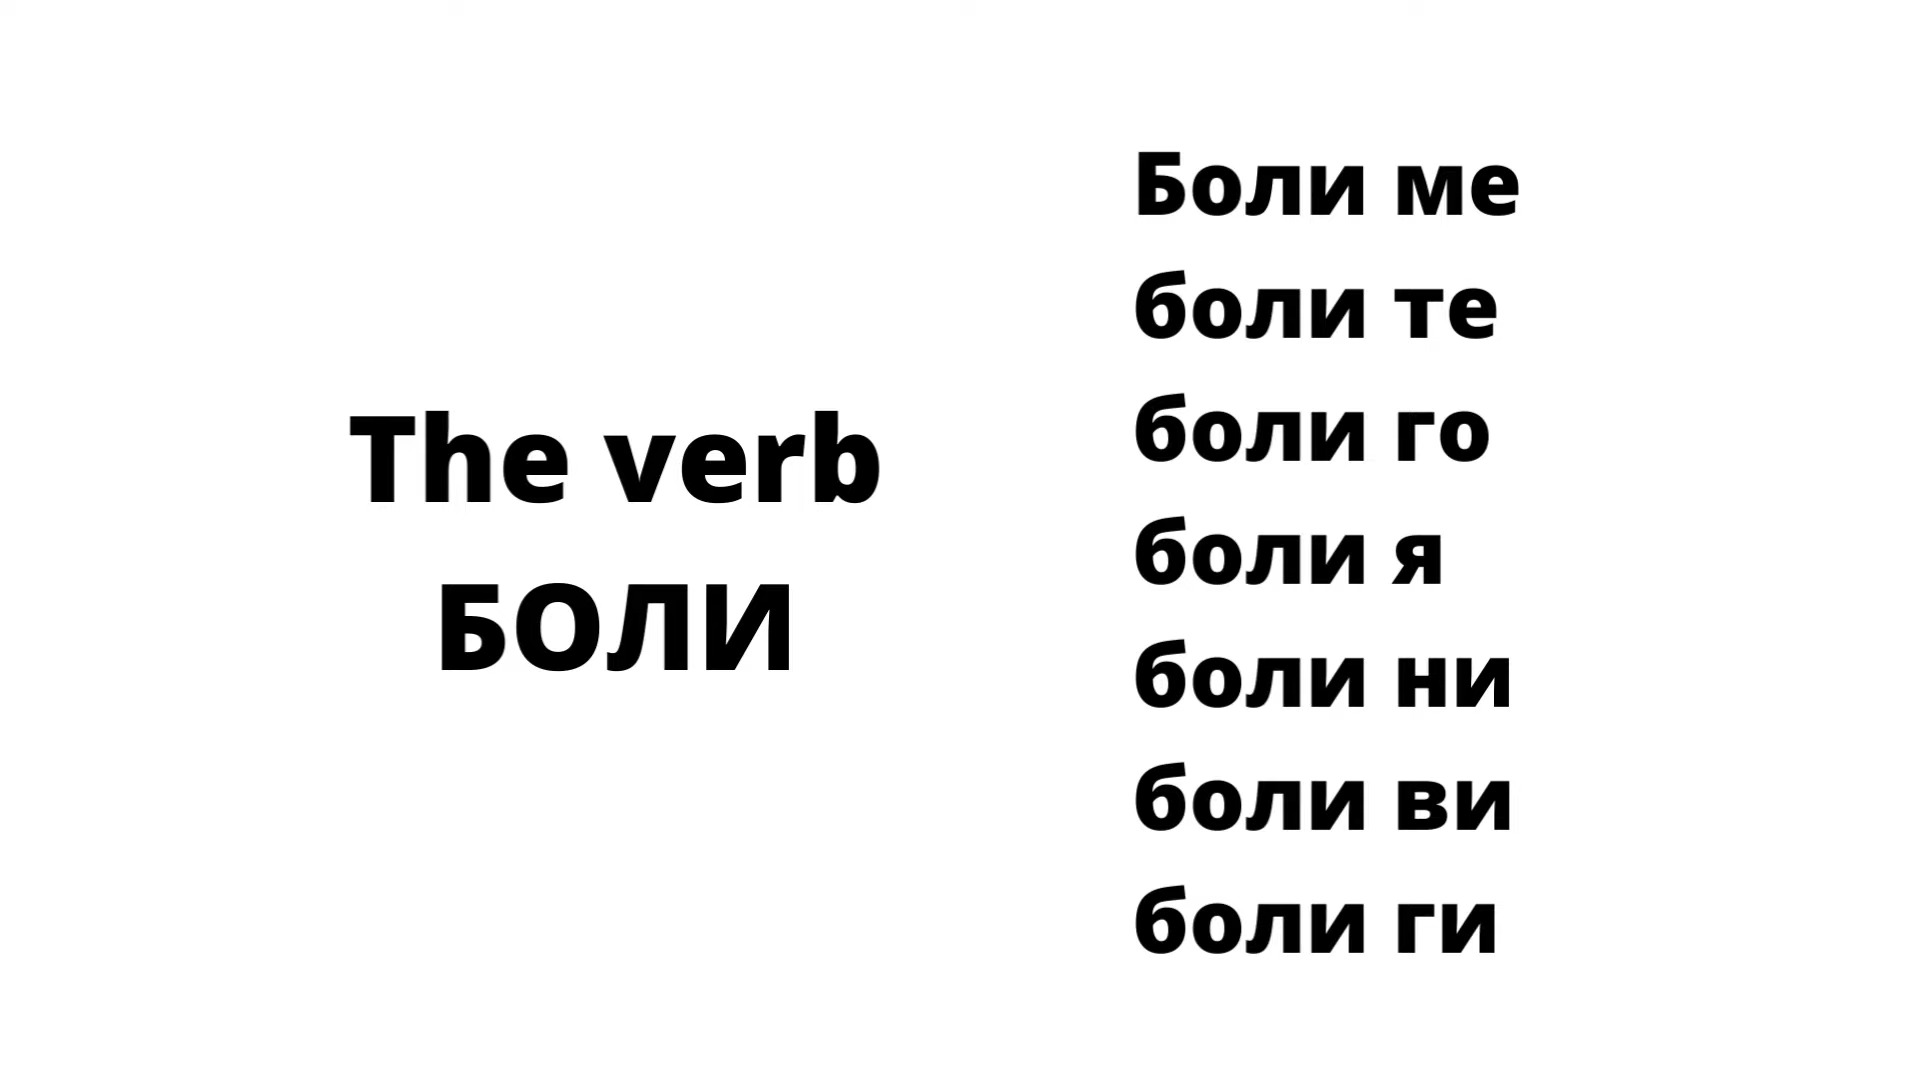 The verb
БОЛИ
Боли ме
боли те
боли го
боли я
боли ни
боли ви
боли ги